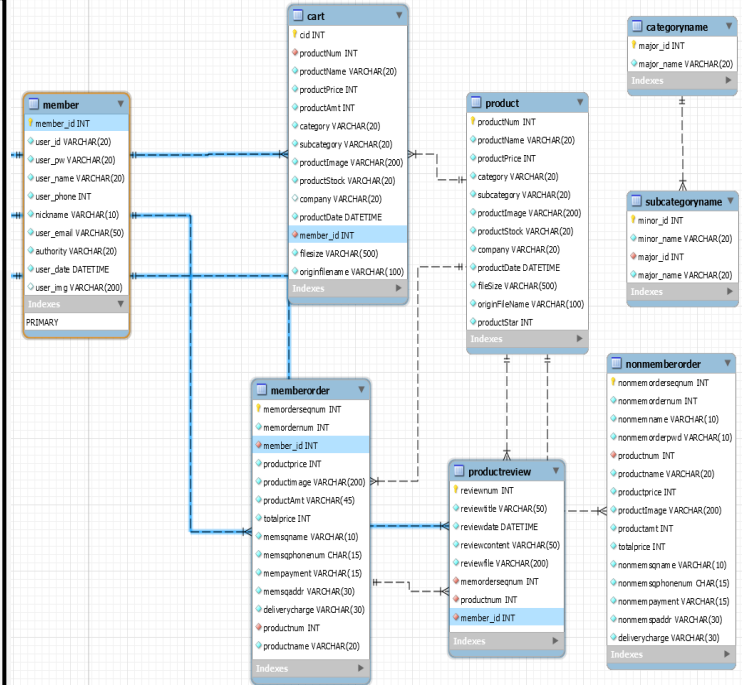 member
member_id INT
user_id VARCHAR(20)
user_pw VARCHAR(20)
user_name VARCHAR(20)
user_phone INT
nickname VARCHAR(10)
user_email VARCHAR(50)
authority VARCHAR(20)
user_date DATETIME
user_img VARCHAR(200)
Indexes
PRIMARY
cart
cid INT
productNum INT
productName VARCHAR(20)
productPrice INT
productAmt INT
category VARCHAR(20)
subcategory VARCHAR(20)
productImage VARCHAR(200)
productStock VARCHAR(20)
company VARCHAR(20)
productDate DATETIME
member_id INT
filesize VARCHAR(500)
originfilename VARCHAR(100)
Indexes
product
productNum INT
productName VARCHAR(20)
productPrice INT
category VARCHAR(20)
subcategory VARCHAR(20)
productImage VARCHAR(200)
productStock VARCHAR(20)
company VARCHAR(20)
productDate DATETIME
fileSize VARCHAR(500)
originFileName VARCHAR(100)
productStar INT
Indexes
categoryname
major_id INT
major_name VARCHAR(20)
Indexes
subcategoryname
minor_id INT
minor_name VARCHAR(20)
major_id INT
major_name VARCHAR(20)
Indexes
memberorder
memorderseqnum INT
memordernum INT
member_id INT
productprice INT
productimage VARCHAR(200)
productAmt VARCHAR(45)
totalprice INT
memsqname VARCHAR(10)
memsqphonenum CHAR(15)
mempayment VARCHAR(15)
memsqaddr VARCHAR(30)
deliverycharge VARCHAR(30)
productnum INT
productname VARCHAR(20)
Indexes
productreview
reviewnum INT
reviewtitle VARCHAR(50)
reviewdate DATETIME
reviewcontent VARCHAR(50)
reviewfile VARCHAR(200)
memorderseqnum INT
productnum INT
member_id INT
Indexes
nonmemberorder
nonmemorderseqnum INT
nonmemordernum INT
nonmemname VARCHAR(10)
nonmemorderpwd VARCHAR(10)
productnum INT
productname VARCHAR(20)
productprice INT
productImage VARCHAR(200)
productamt INT
totalprice INT
nonmemsqname VARCHAR(10)
nonmemsqphonenum CHAR(15)
nonmempayment VARCHAR(15)
nonmemspaddr VARCHAR(30)
deliverycharge VARCHAR(30)
Indexes